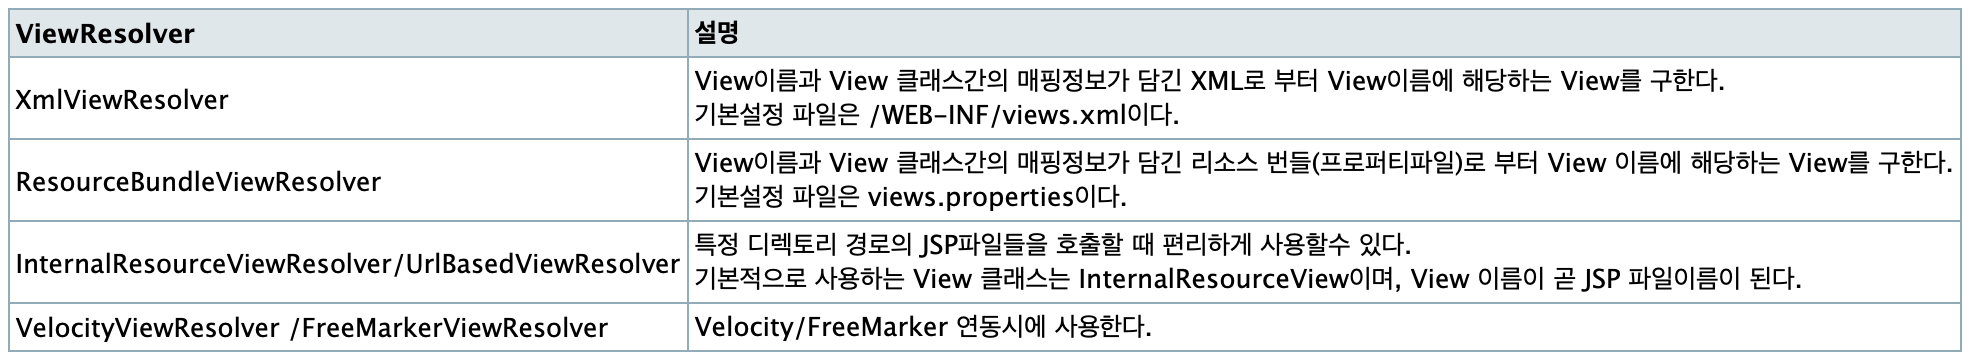 ViewResolver 설명
XmlViewResolver
View이름과 View 클래스간의 매핑정보가 담긴 XML로 부터 View이름에 해당하는 View를 구한다.
기본설정 파일은 /WEB-INF/views.xml이다.
ResourceBundleViewResolver
View이름과 View 클래스간의 매핑정보가 담긴 리소스 번들(프로퍼티파일)로 부터 View 이름에 해당하는 View를 구한다.
기본설정 파일은 views.properties이다.
InternalResourceViewResolver/UrlBasedViewResolver
특정 디렉토리 경로의 JSP파일들을 호출할 때 편리하게 사용할수 있다.
기본적으로 사용하는 View 클래스는 InternalResourceView이며, View 이름이 곧 JSP 파일이름이 된다.
VelocityViewResolver /FreeMarkerViewResolver Velocity/FreeMarker 연동시에 사용한다.